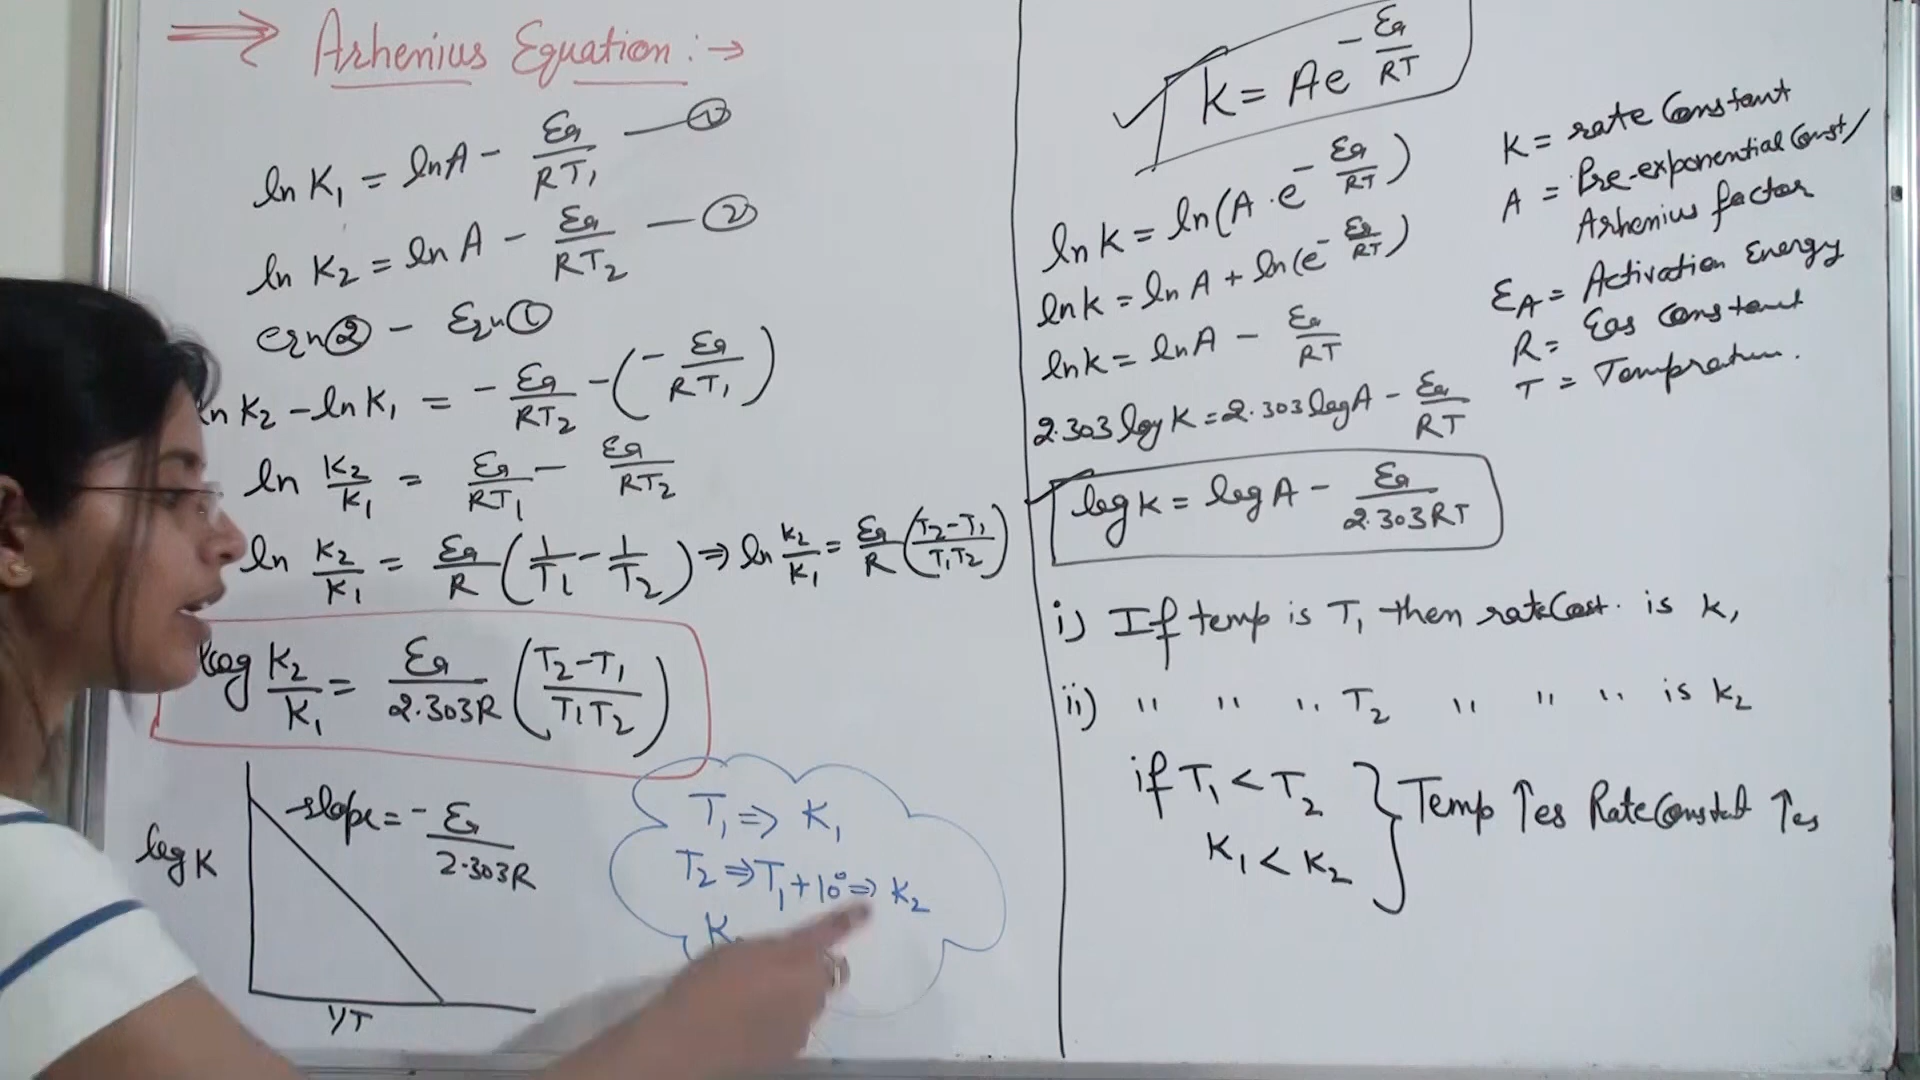 ⇒ Arhenius Equation :→
ln K₁ = lnA - Ea/RT₁ —①
ln K₂ = ln A - Ea/RT₂ —②
eqn② - Eqn①
ln K₂ - ln K₁ = - Ea/RT₂ - (- Ea/RT₁)
ln K₂/K₁ = Ea/RT₁ - Ea/RT₂
ln K₂/K₁ = Ea/R (1/T₁ - 1/T₂) ⇒ ln K₂/K₁ = Ea/R (T₂-T₁/T₁T₂)
log K₂/K₁ = Ea/2.303R (T₂-T₁/T₁T₂)
slope = - Ea/2.303R
log K
1/T
T₁ ⇒ K₁
T₂ ⇒ T₁+10° ⇒ K₂
K
✓ K = Ae^(-Ea/RT)
ln K = ln(A · e^(-Ea/RT))
ln K = ln A + ln(e^(-Ea/RT))
ln K = ln A - Ea/RT
2.303 log K = 2.303 log A - Ea/RT
log K = log A - Ea/2.303RT
K = rate Constant
A = Pre-exponential Const/
Arhenius factor
EA = Activation Energy
R = Gas Constant
T = Tempratum.
i) If temp is T₁ then rate Cost. is K₁
ii) " " " T₂ " " " is K₂
if T₁ < T₂
K₁ < K₂
} Temp ↑es Rate Constat ↑es